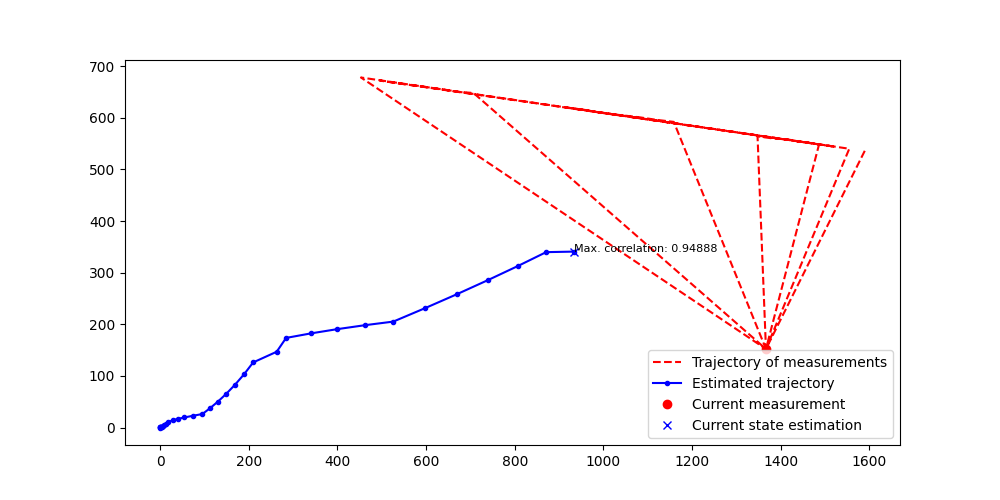 700
600
500
400
300
200
100
0
Max. correlation: 0.94888
Trajectory of measurements
Estimated trajectory
Current measurement
Current state estimation
0 200 400 600 800 1000 1200 1400 1600